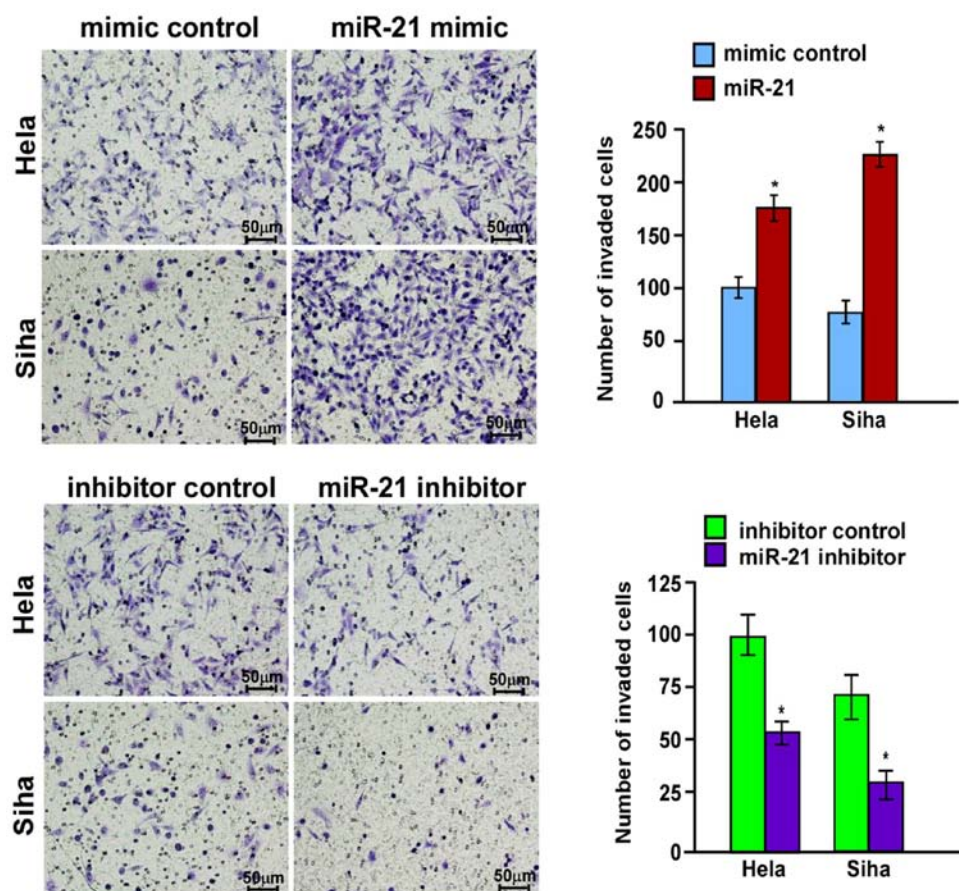 mimic control miR-21 mimic
Hela
50μm
50μm
Siha
50μm
50μm
mimic control
miR-21
Number of invaded cells
250
200
150
100
50
0
*
*
Hela Siha
inhibitor control miR-21 inhibitor
Hela
50μm
50μm
Siha
50μm
50μm
inhibitor control
miR-21 inhibitor
Number of invaded cells
125
100
75
50
25
0
*
*
Hela Siha